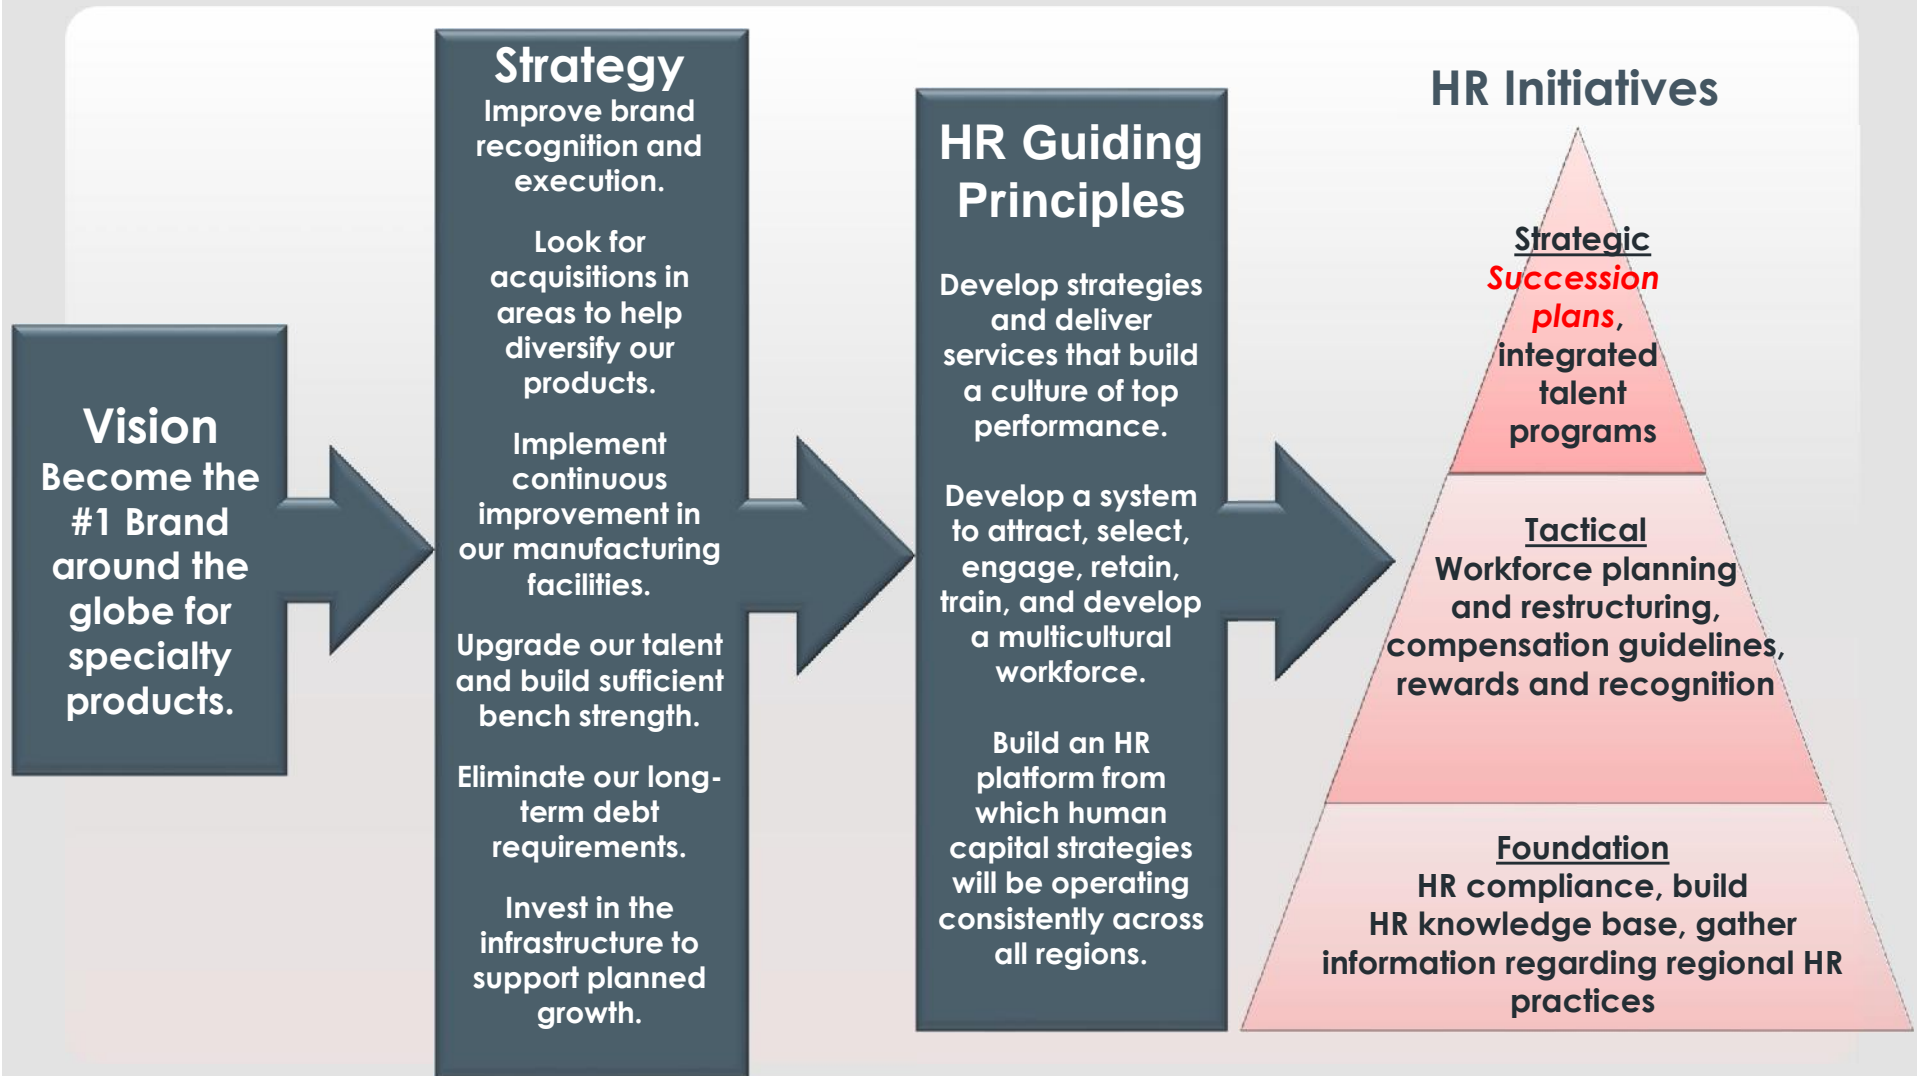 Vision
Become the
#1 Brand
around the
globe for
specialty
products.
Strategy
Improve brand
recognition and
execution.
Look for
acquisitions in
areas to help
diversify our
products.
Implement
continuous
improvement in
our manufacturing
facilities.
Upgrade our talent
and build sufficient
bench strength.
Eliminate our long-
term debt
requirements.
Invest in the
infrastructure to
support planned
growth.
HR Guiding
Principles
Develop strategies
and deliver
services that build
a culture of top
performance.
Develop a system
to attract, select,
engage, retain,
train, and develop
a multicultural
workforce.
Build an HR
platform from
which human
capital strategies
will be operating
consistently across
all regions.
HR Initiatives
Strategic
Succession
plans,
integrated
talent
programs
Tactical
Workforce planning
and restructuring,
compensation guidelines,
rewards and recognition
Foundation
HR compliance, build
HR knowledge base, gather
information regarding regional HR
practices